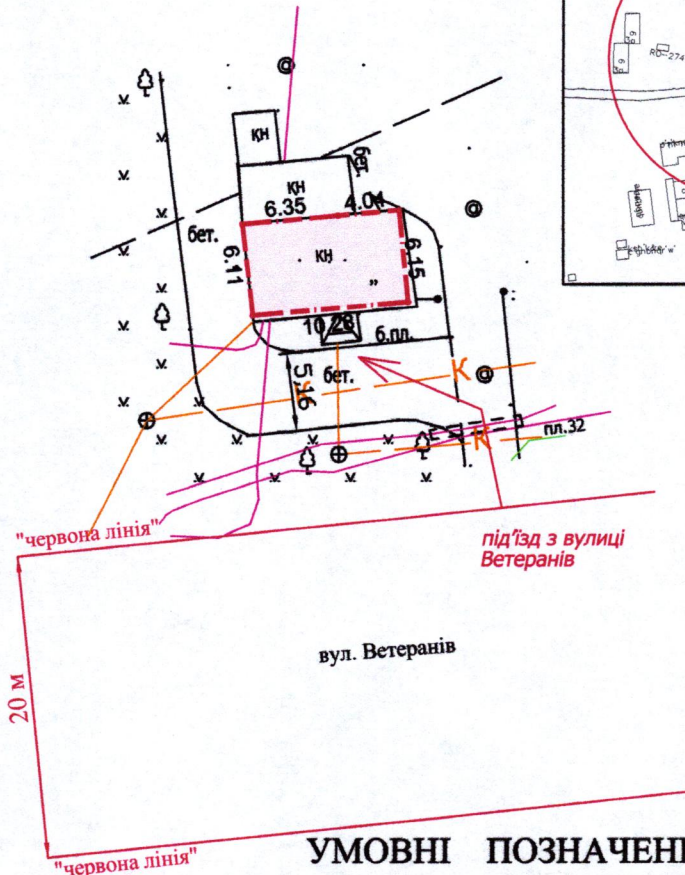 кн
бет.
кн
6.35
4.04
бет.
6.11
кн
6.15
10.28
б.пл.
бет.
5.16
К
К
пл.32
"червона лінія"
під'їзд з вулиці
Ветеранів
вул. Ветеранів
20 м
"червона лінія"
УМОВНІ ПОЗНАЧЕН